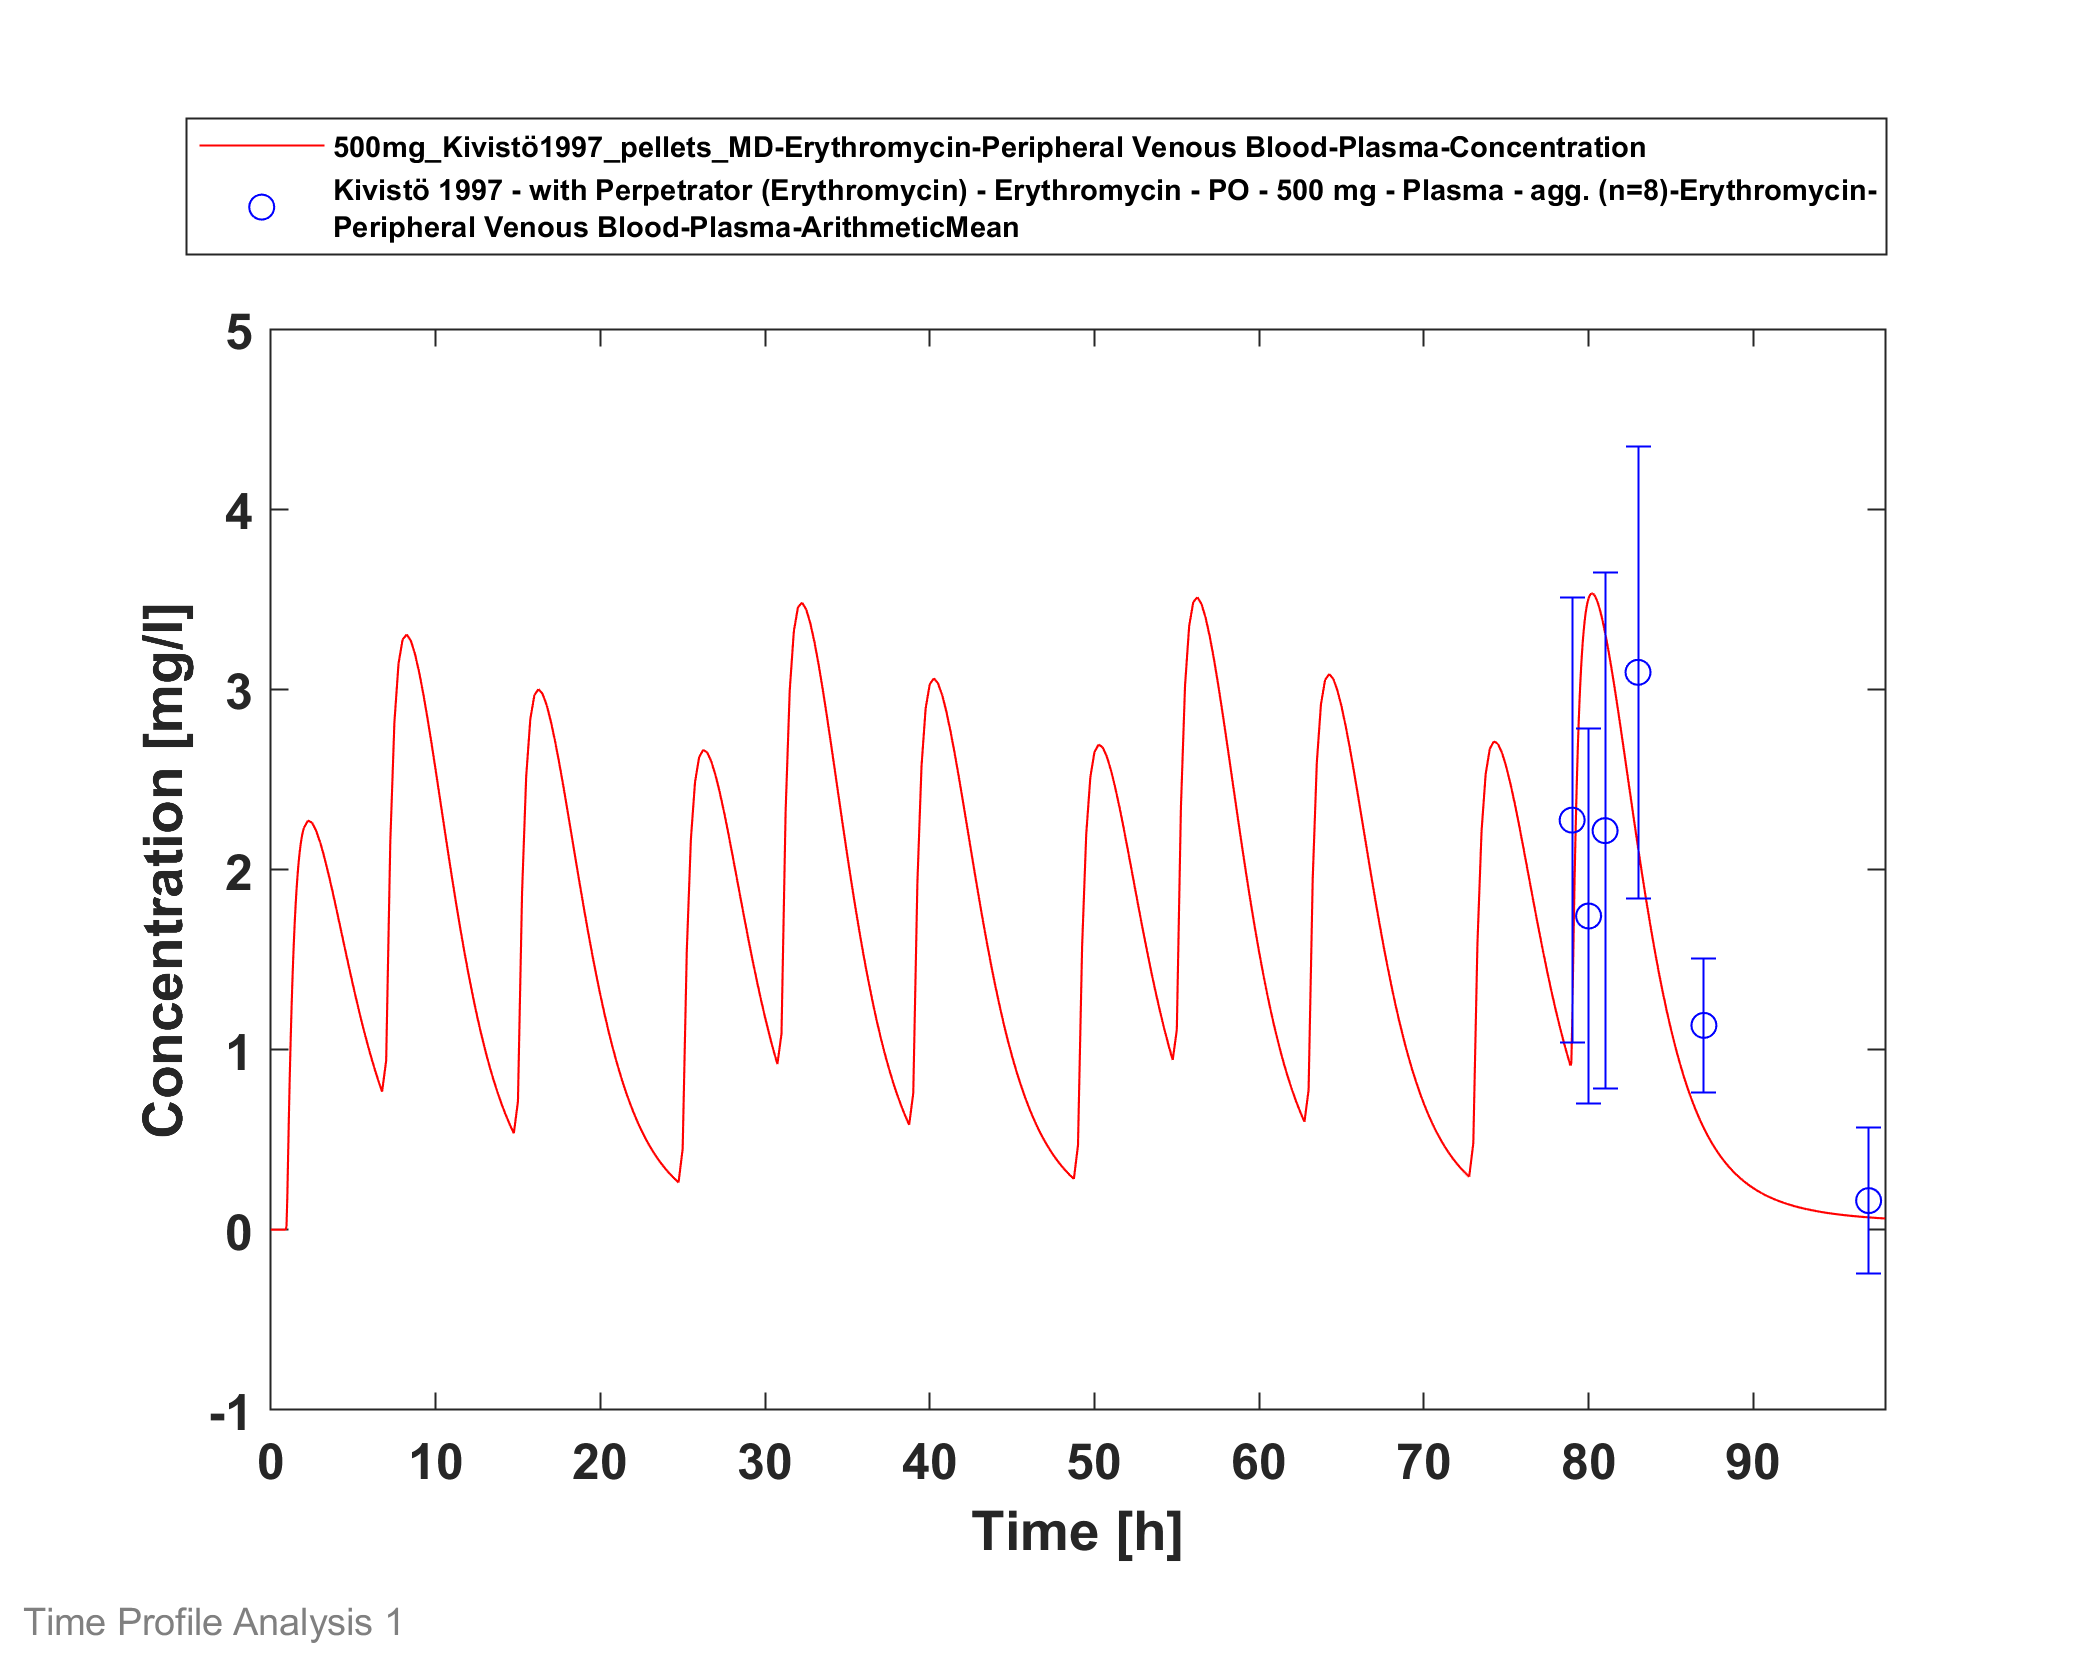 500mg_Kivistö1997_pellets_MD-Erythromycin-Peripheral Venous Blood-Plasma-Concentration
Kivistö 1997 - with Perpetrator (Erythromycin) - Erythromycin - PO - 500 mg - Plasma - agg. (n=8)-Erythromycin-
Peripheral Venous Blood-Plasma-ArithmeticMean
5
4
3
2
1
0
-1
Concentration [mg/l]
0 10 20 30 40 50 60 70 80 90
Time [h]
Time Profile Analysis 1